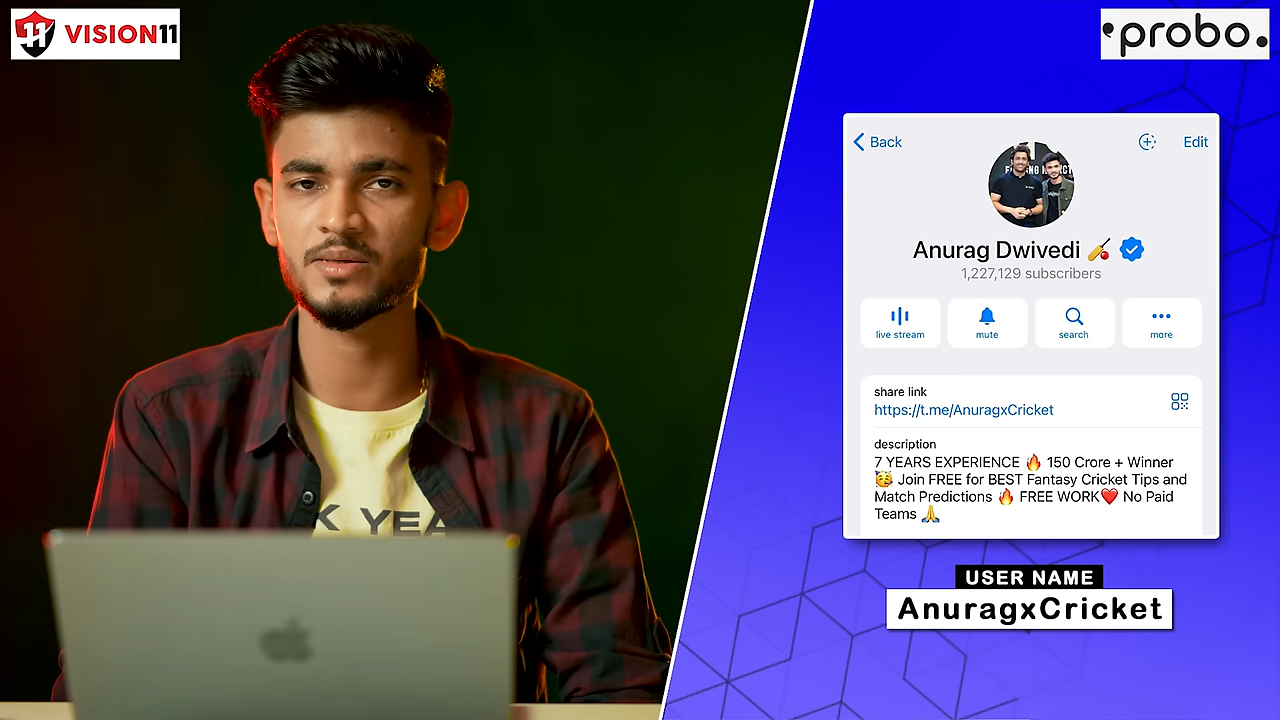 VISION11
probo.
Back
Edit
Anurag Dwivedi
1,227,129 subscribers
live stream
mute
search
more
share link
https://t.me/AnuragxCricket
description
7 YEARS EXPERIENCE 🔥 150 Crore + Winner
🥳 Join FREE for BEST Fantasy Cricket Tips and
Match Predictions 🔥 FREE WORK❤️ No Paid
Teams 🙏
USER NAME
AnuragxCricket
K YEA